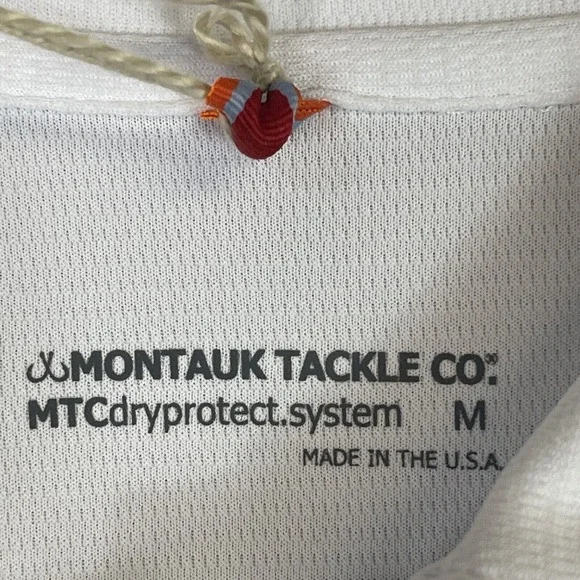 MONTAUK TACKLE CO.®
MTCdryprotect.system M
MADE IN THE U.S.A.